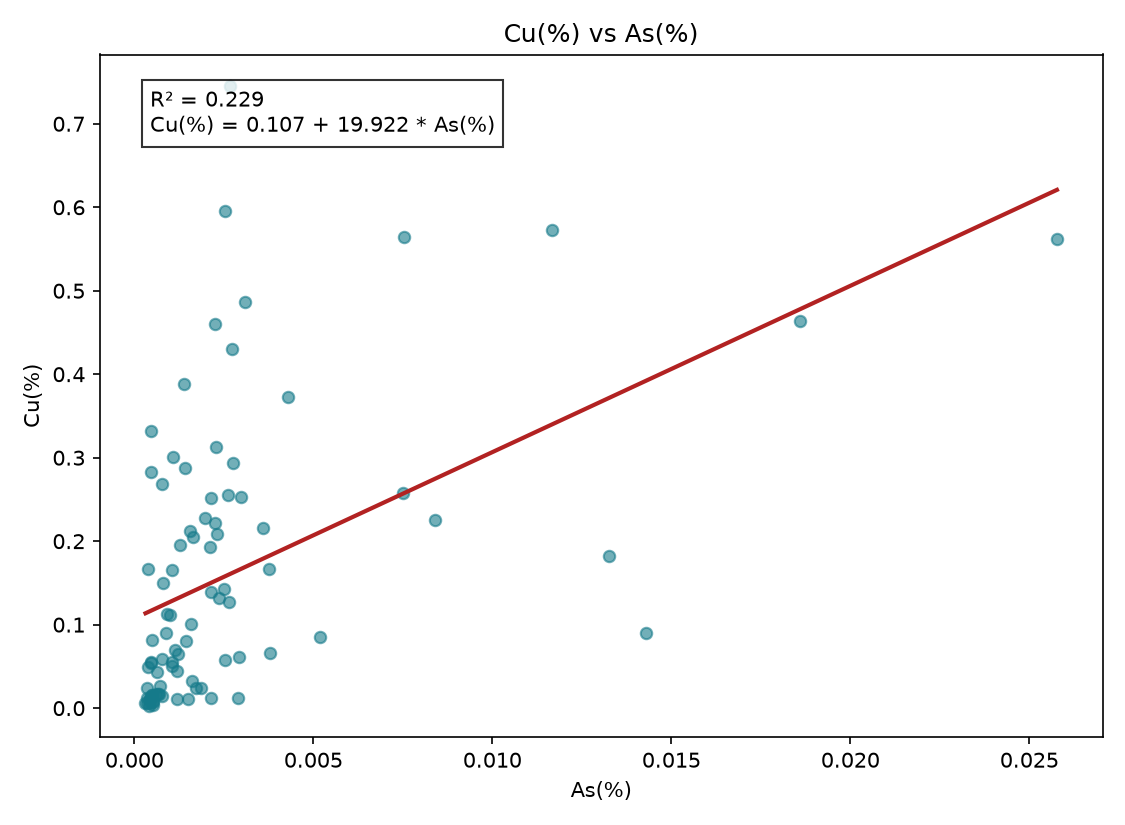 Cu(%) vs As(%)
R² = 0.229
Cu(%) = 0.107 + 19.922 * As(%)
Cu(%)
0.7
0.6
0.5
0.4
0.3
0.2
0.1
0.0
0.000 0.005 0.010 0.015 0.020 0.025
As(%)